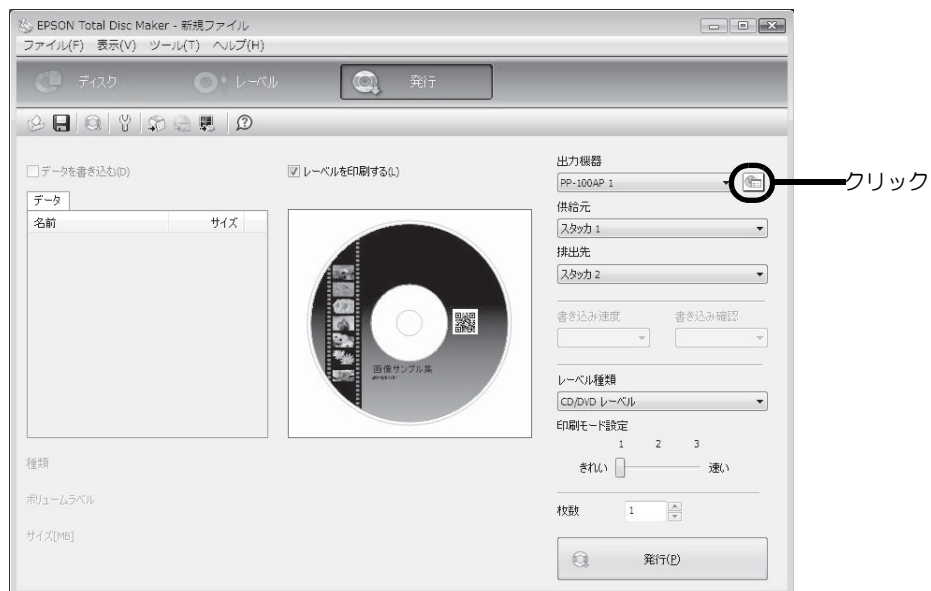 EPSON Total Disc Maker - 新規ファイル
ファイル(F) 表示(V) ツール(T) ヘルプ(H)
ディスク レーベル 発行
データを書き込む(D)
データ
名前 サイズ
種類
ボリュームラベル
サイズ[MB]
レーベルを印刷する(L)
画像サンプル集
出力機器
PP-100AP 1
クリック
供給元
スタッカ 1
排出先
スタッカ 2
書き込み速度 書き込み確認
レーベル種類
CD/DVD レーベル
印刷モード設定
1 2 3
きれい 速い
枚数 1
発行(P)